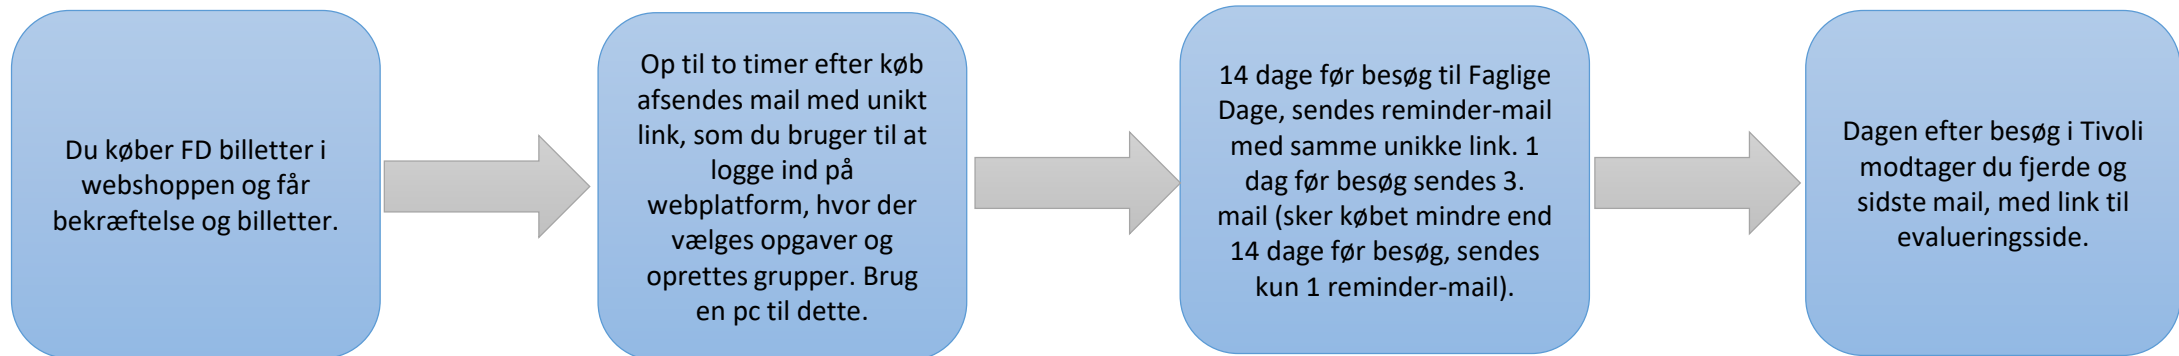 Du køber FD billetter i
webshoppen og får
bekræftelse og billetter.
Op til to timer efter køb
afsendes mail med unikt
link, som du bruger til at
logge ind på
webplatform, hvor der
vælges opgaver og
oprettes grupper. Brug
en pc til dette.
14 dage før besøg til Faglige
Dage, sendes reminder-mail
med samme unikke link. 1
dag før besøg sendes 3.
mail (sker købet mindre end
14 dage før besøg, sendes
kun 1 reminder-mail).
Dagen efter besøg i Tivoli
modtager du fjerde og
sidste mail, med link til
evalueringsside.